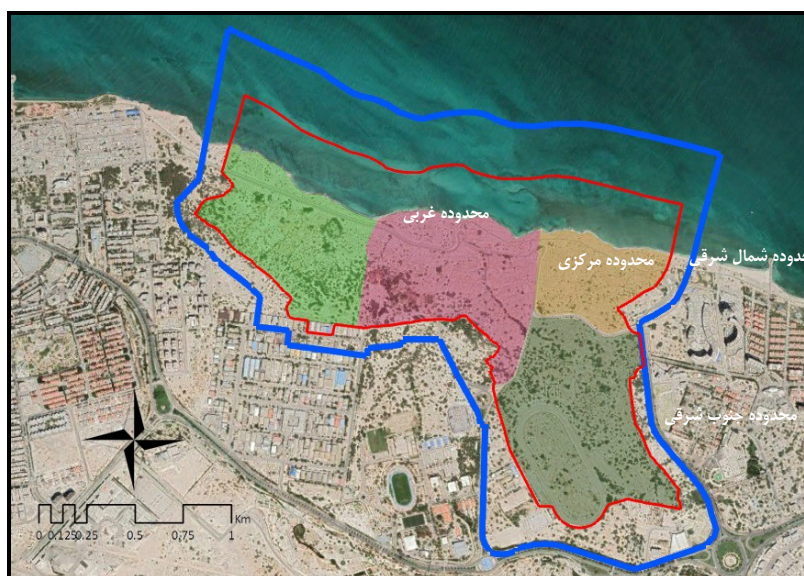 محدوده غربی
محدوده مرکزی
حدوده شمال شرقی
محدوده جنوب شرقی
Km
0 0.125 0.25 0.5 0.75 1